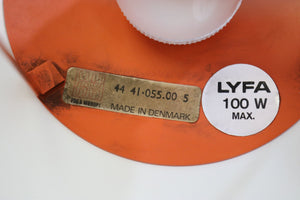 44 41-055.00 5
MADE IN DENMARK
LYFA
100 W
MAX.